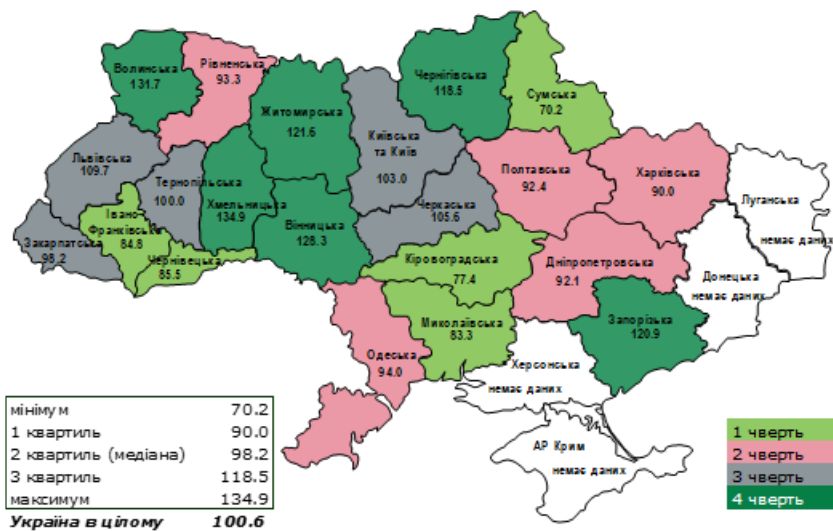 Волинська
131.7
Рівненська
93.3
Житомирська
121.6
Київська
та Київ
103.0
Чернігівська
118.5
Сумська
70.2
Львівська
109.7
Тернопільська
100.0
Хмельницька
134.9
Вінницька
128.3
Черкаська
105.6
Полтавська
92.4
Харківська
90.0
Луганська
немає даних
Закарпатська
98.2
Івано-
Франківська
84.8
Чернівецька
85.5
Кіровоградська
77.4
Дніпропетровська
92.1
Донецька
немає даних
Одеська
94.0
Миколаївська
83.3
Запорізька
120.9
Херсонська
немає даних
АР Крим
немає даних
мінімум 70.2
1 квартиль 90.0
2 квартиль (медіана) 98.2
3 квартиль 118.5
максимум 134.9
Україна в цілому 100.6
1 чверть
2 чверть
3 чверть
4 чверть